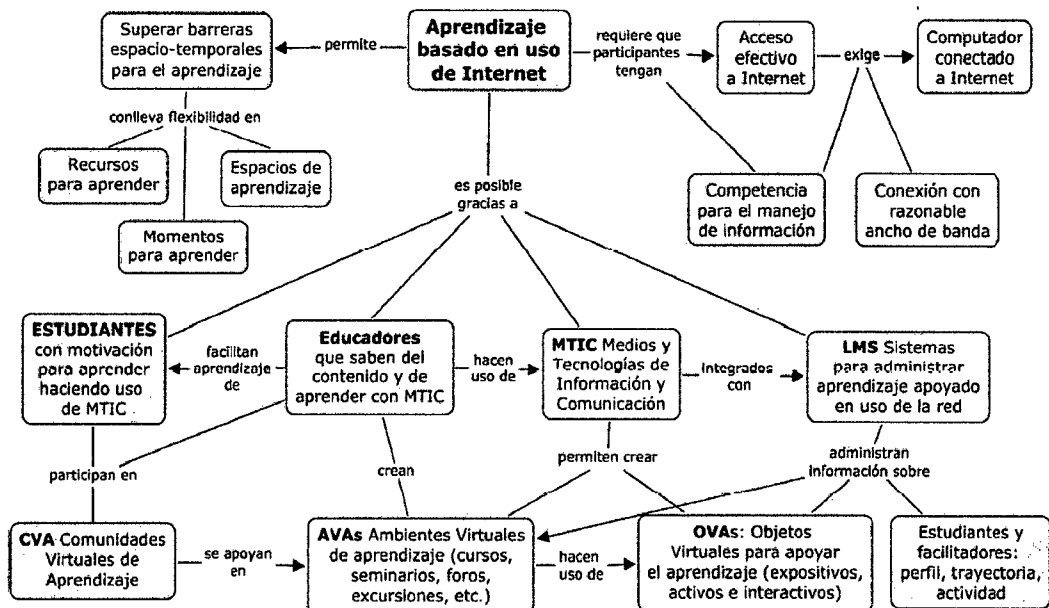 Superar barreras
espacio-temporales
para el aprendizaje
permite
Aprendizaje
basado en uso
de Internet
requiere que
participantes
tengan
Acceso
efectivo
a Internet
exige
Computador
conectado
a Internet
conlleva flexibilidad en
Recursos
para aprender
Espacios de
aprendizaje
Momentos
para aprender
es posible
gracias a
Competencia
para el manejo
de información
Conexión con
razonable
ancho de banda
ESTUDIANTES
con motivación
para aprender
haciendo uso
de MTIC
facilitan
aprendizaje
de
Educadores
que saben del
contenido y de
aprender con MTIC
hacen
uso de
MTIC Medios y
Tecnologías de
Información y
Comunicación
integrados
con
LMS Sistemas
para administrar
aprendizaje apoyado
en uso de la red
participan en
crean
permiten crear
administran
información sobre
CVA Comunidades
Virtuales de
Aprendizaje
se apoyan
en
AVAs Ambientes Virtuales
de aprendizaje (cursos,
seminarios, foros,
excursiones, etc.)
hacen
uso de
OVAs: Objetos
Virtuales para apoyar
el aprendizaje (expositivos,
activos e interactivos)
Estudiantes y
facilitadores:
perfil, trayectoria,
actividad